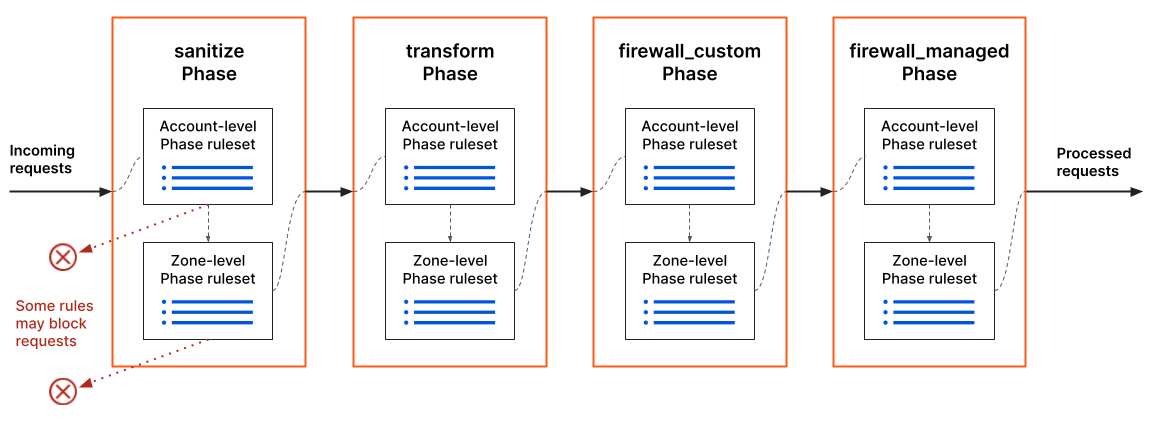 sanitize
Phase
transform
Phase
firewall_custom
Phase
firewall_managed
Phase
Incoming
requests
Account-level
Phase ruleset
Account-level
Phase ruleset
Account-level
Phase ruleset
Account-level
Phase ruleset
Processed
requests
Zone-level
Phase ruleset
Zone-level
Phase ruleset
Zone-level
Phase ruleset
Zone-level
Phase ruleset
Some rules
may block
requests